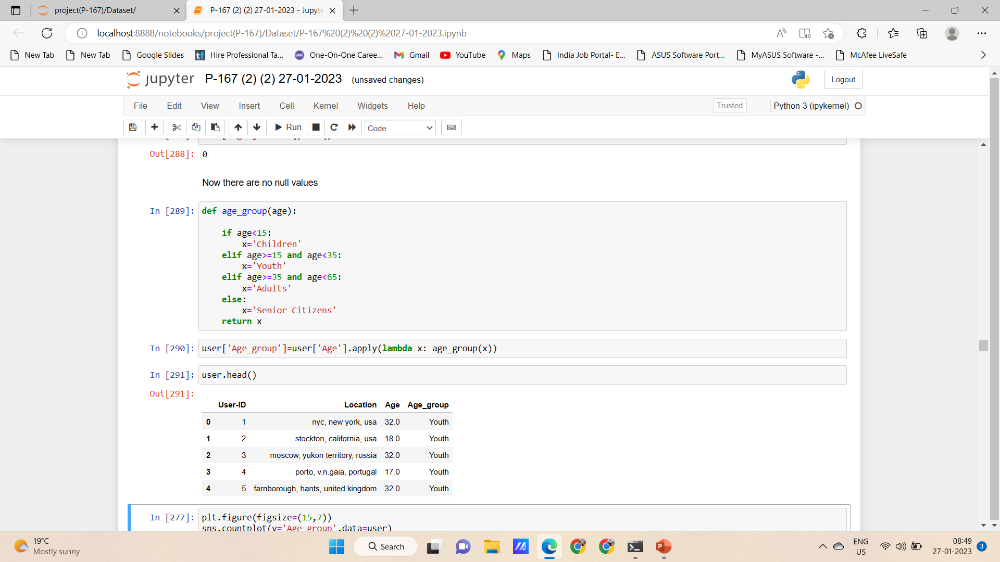 project(P-167)/Dataset/
P-167 (2) (2) 27-01-2023 - Jupyte
localhost:8888/notebooks/project(P-167)/Dataset/P-167%20(2)%20(2)%2027-01-2023.ipynb
New Tab
New Tab
Google Slides
Hire Professional Ta...
One-On-One Caree...
Gmail
YouTube
Maps
India Job Portal- E...
ASUS Software Port...
MyASUS Software -...
McAfee LiveSafe
jupyter P-167 (2) (2) 27-01-2023 (unsaved changes)
Logout
File Edit View Insert Cell Kernel Widgets Help
Trusted
Python 3 (ipykernel)
Run
Code
Out[288]: 0
Now there are no null values
In [289]: def age_group(age):
if age<15:
x='Children'
elif age>=15 and age<35:
x='Youth'
elif age>=35 and age<65:
x='Adults'
else:
x='Senior Citizens'
return x
In [290]: user['Age_group']=user['Age'].apply(lambda x: age_group(x))
In [291]: user.head()
Out[291]:
User-ID Location Age Age_group
0 1 nyc, new york, usa 32.0 Youth
1 2 stockton, california, usa 18.0 Youth
2 3 moscow, yukon territory, russia 32.0 Youth
3 4 porto, v.n.gaia, portugal 17.0 Youth
4 5 farnborough, hants, united kingdom 32.0 Youth
In [277]: plt.figure(figsize=(15,7))
sns.countplot(y='Age_group',data=user)
19°C
Mostly sunny
Search
ENG
US
08:49
27-01-2023
3